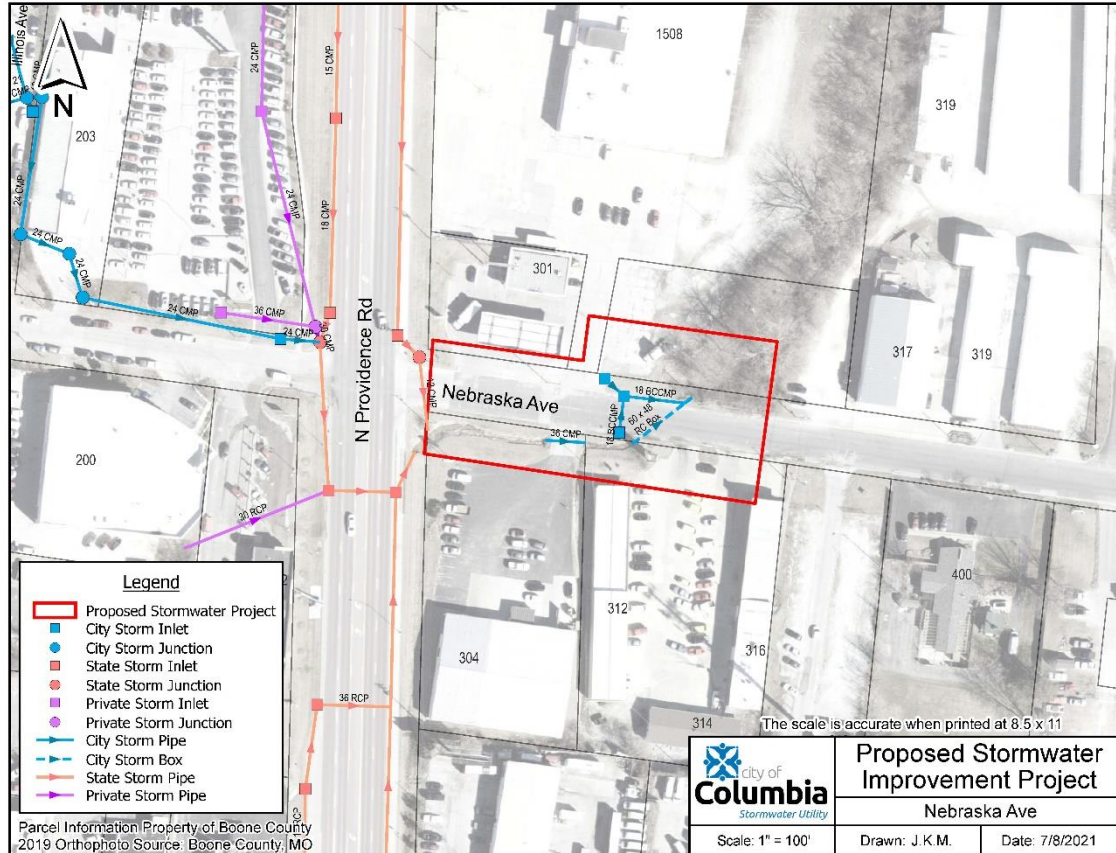 Illinois Ave
N
203
24 CMP
24 CMP
24 CMP
24 CMP
24 CMP
24 CMP
24 CMP
36 CMP
15 CMP
18 CMP
N Providence Rd
12 CMP
1508
319
301
317
319
Nebraska Ave
18 BCCMP
18 BCCMP
60 x 48
RC Box
36 CMP
200
30 RCP
304
312
316
314
400
36 RCP
Legend
Proposed Stormwater Project
City Storm Inlet
City Storm Junction
State Storm Inlet
State Storm Junction
Private Storm Inlet
Private Storm Junction
City Storm Pipe
City Storm Box
State Storm Pipe
Private Storm Pipe
Parcel Information Property of Boone County
2019 Orthophoto Source: Boone County, MO
The scale is accurate when printed at 8.5 x 11
city of
Columbia
Stormwater Utility
Proposed Stormwater
Improvement Project
Nebraska Ave
Scale: 1" = 100'
Drawn: J.K.M.
Date: 7/8/2021